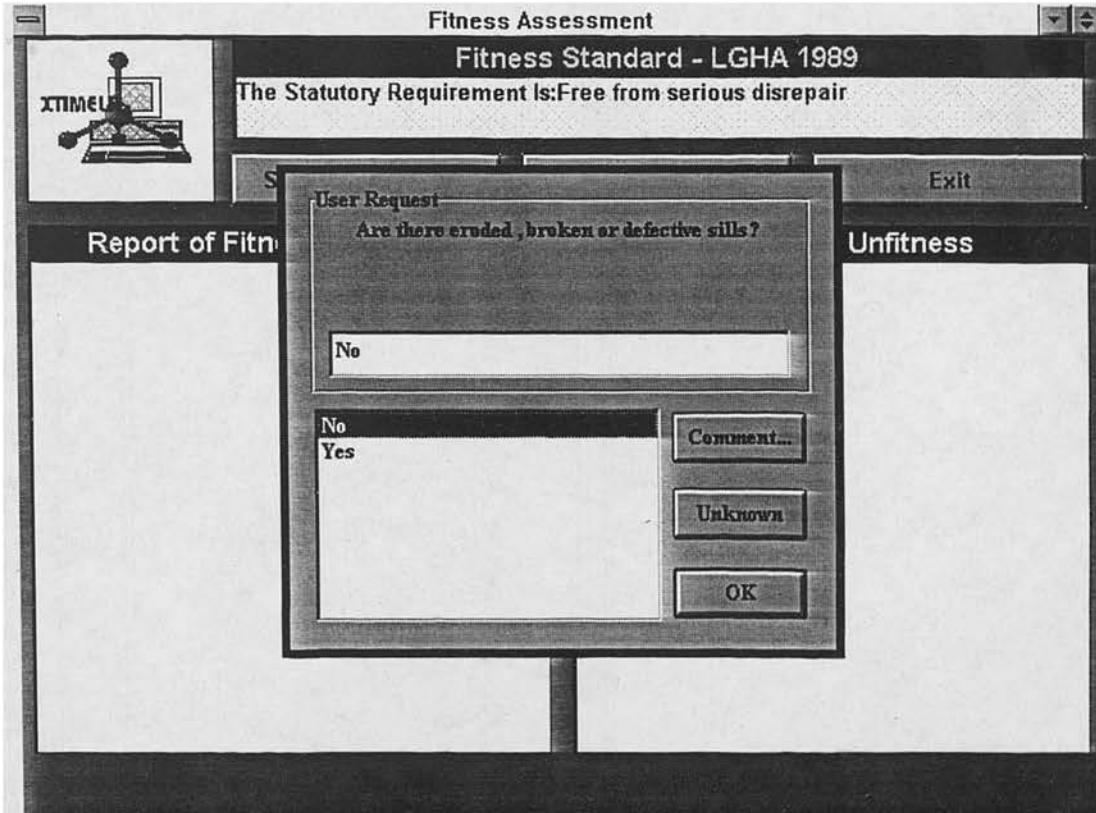 Fitness Assessment
Fitness Standard - LGHA 1989
The Statutory Requirement Is:Free from serious disrepair
Exit
User Request
Are there eroded , broken or defective sills ?
Report of
Unfitness
No
No
Yes
Comment...
Unknown
OK